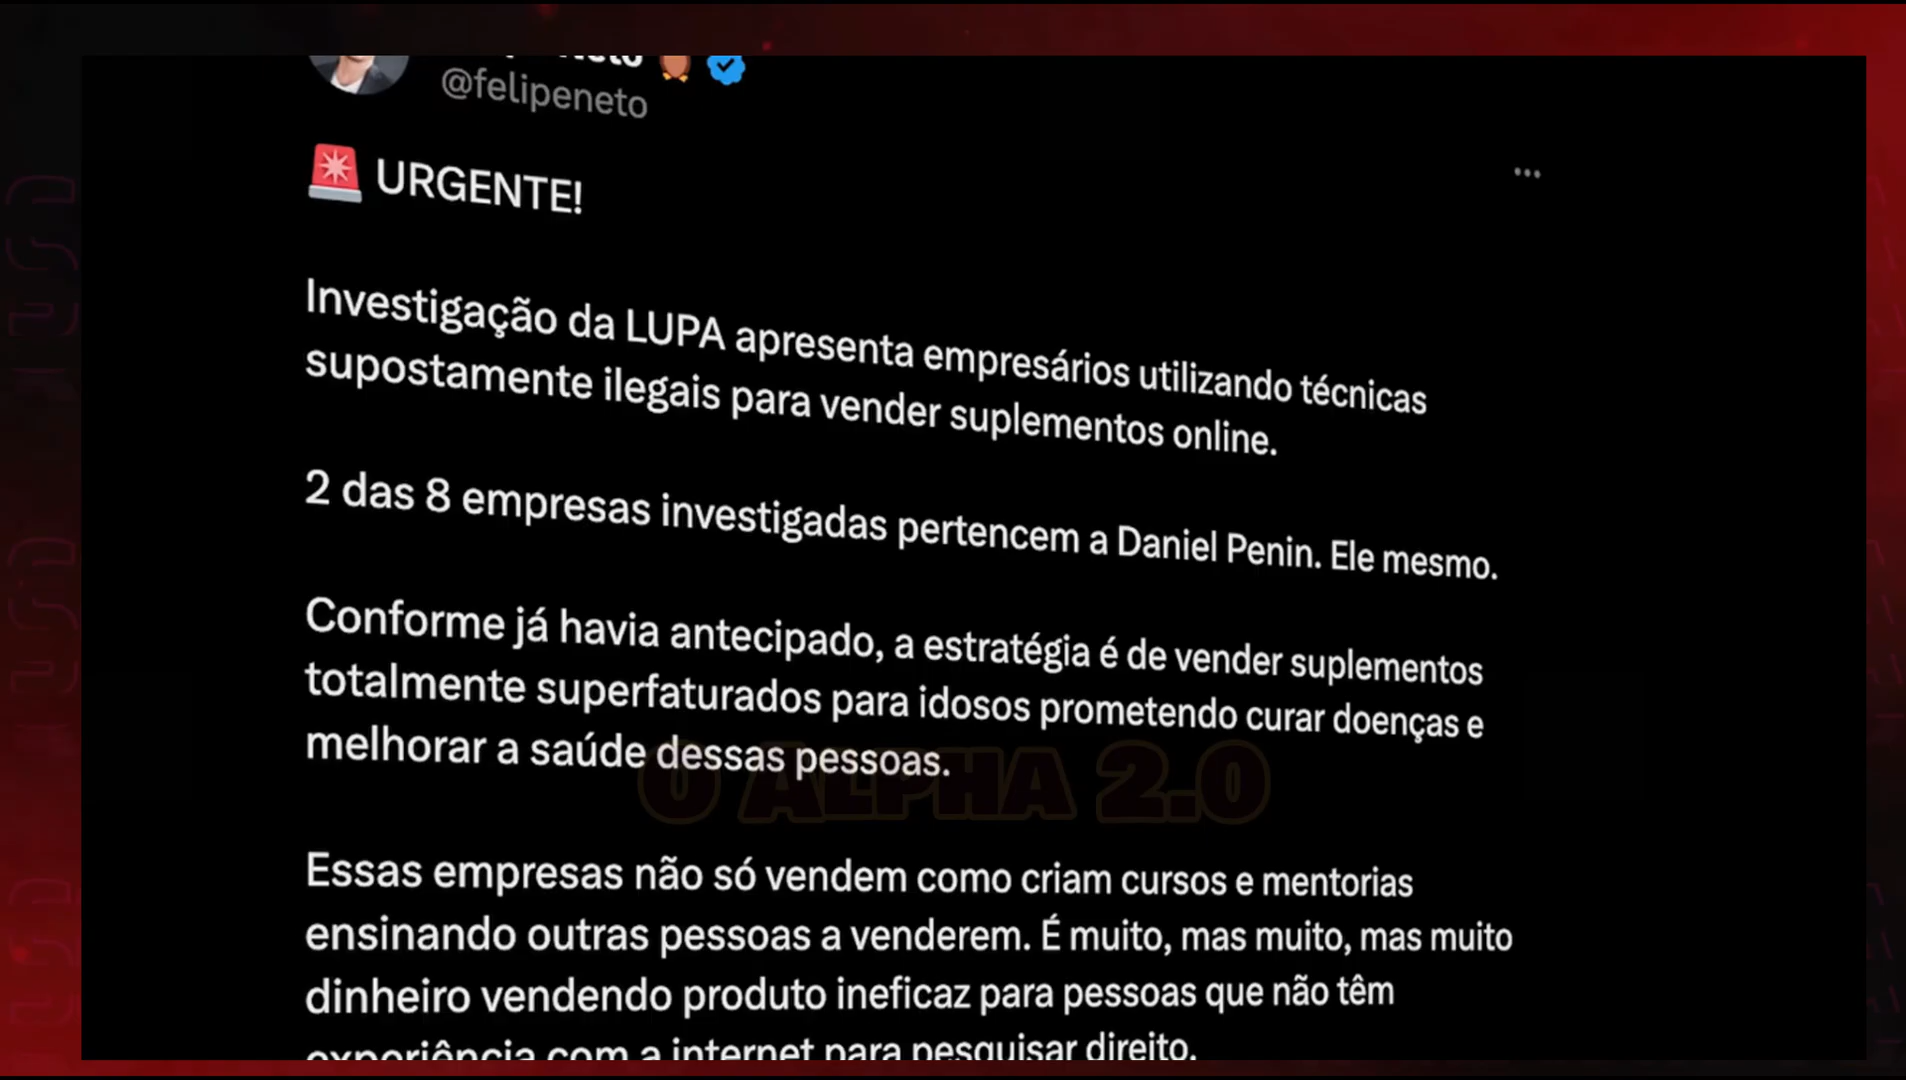 Neto
@felipeneto
URGENTE!
Investigação da LUPA apresenta empresários utilizando técnicas
supostamente ilegais para vender suplementos online.
2 das 8 empresas investigadas pertencem a Daniel Penin. Ele mesmo.
Conforme já havia antecipado, a estratégia é de vender suplementos
totalmente superfaturados para idosos prometendo curar doenças e
melhorar a saúde dessas pessoas.
O ALPHA 2.0
Essas empresas não só vendem como criam cursos e mentorias
ensinando outras pessoas a venderem. É muito, mas muito, mas muito
dinheiro vendendo produto ineficaz para pessoas que não têm
experiência com a internet para pesquisar direito.